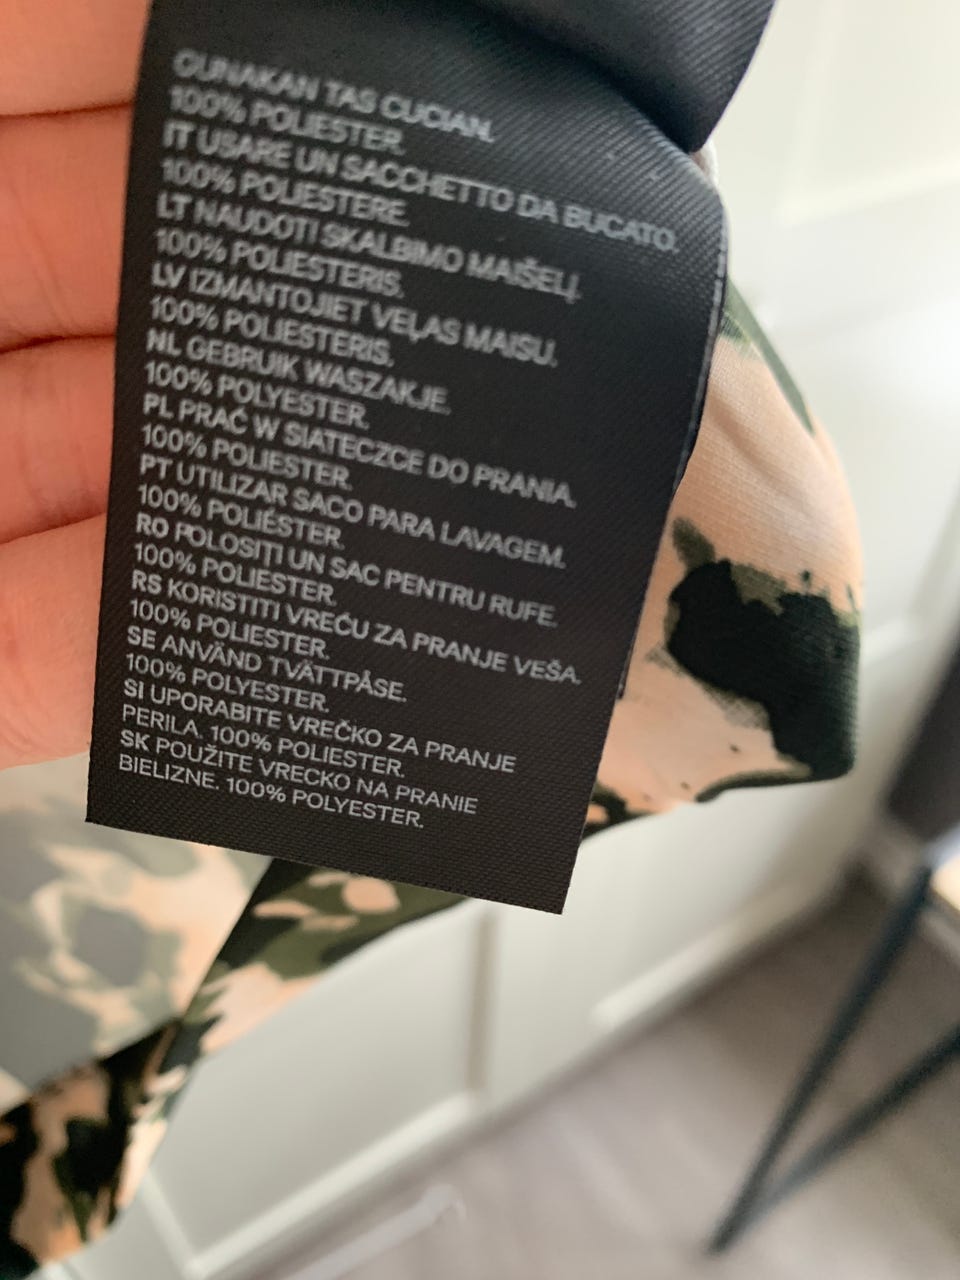 GUNAKAN TAS CUCIAN.
100% POLIESTER.
IT USARE UN SACCHETTO DA BUCATO.
100% POLIESTERE.
LT NAUDOTI SKALBIMO MAIŠELĮ.
100% POLIESTERIS.
LV IZMANTOJIET VEĻAS MAISU.
100% POLIESTERIS.
NL GEBRUIK WASZAKJE.
100% POLYESTER.
PL PRAĆ W SIATECZCE DO PRANIA.
100% POLIESTER.
PT UTILIZAR SACO PARA LAVAGEM.
100% POLIÉSTER.
RO FOLOSIȚI UN SAC PENTRU RUFE.
100% POLIESTER.
RS KORISTITI VREĆU ZA PRANJE VEŠA.
100% POLIESTER.
SE ANVÄND TVÄTTPÅSE.
100% POLYESTER.
SI UPORABITE VREČKO ZA PRANJE
PERILA. 100% POLIESTER.
SK POUŽITE VRECKO NA PRANIE
BIELIZNE. 100% POLYESTER.